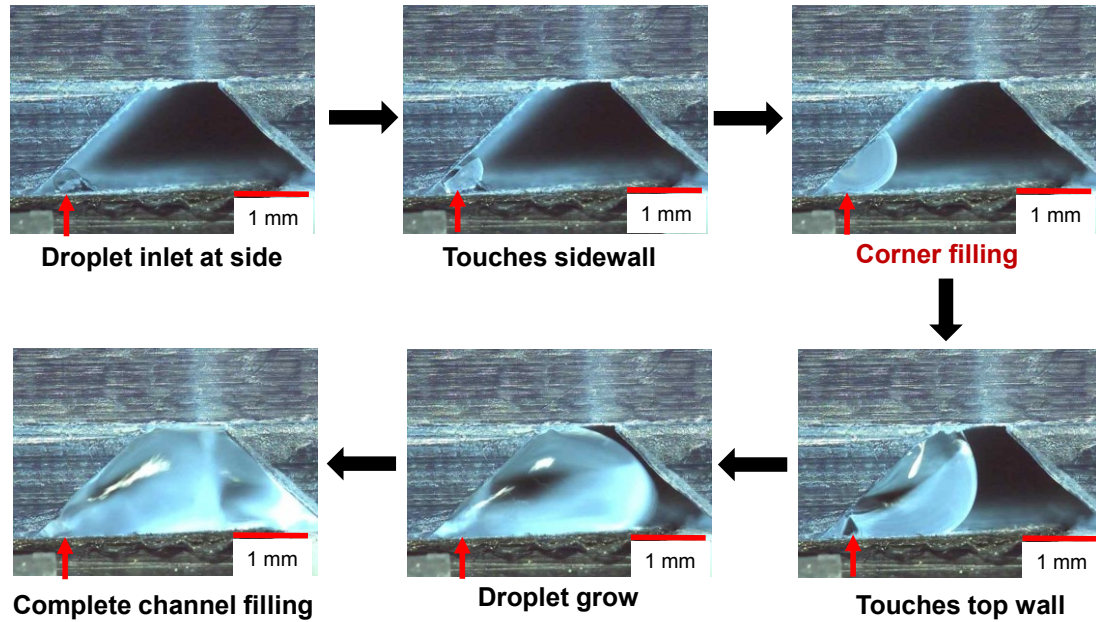 1 mm
1 mm
1 mm
Droplet inlet at side
Touches sidewall
Corner filling
1 mm
1 mm
1 mm
Complete channel filling
Droplet grow
Touches top wall